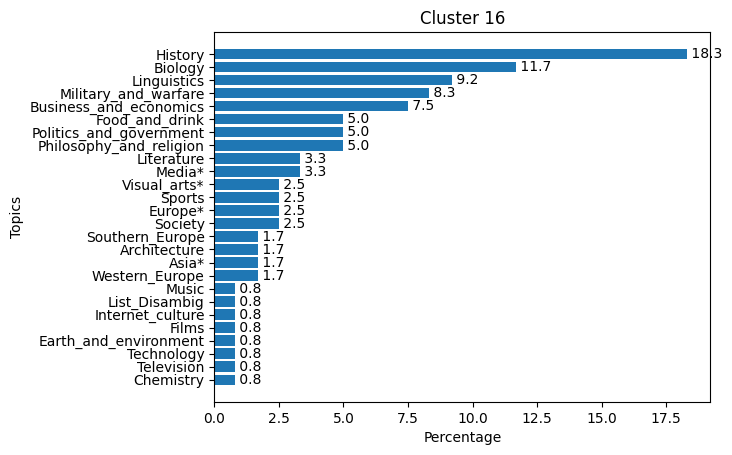 Cluster 16
Topics
History 18.3
Biology 11.7
Linguistics 9.2
Military_and_warfare 8.3
Business_and_economics 7.5
Food_and_drink 5.0
Politics_and_government 5.0
Philosophy_and_religion 5.0
Literature 3.3
Media* 3.3
Visual_arts* 2.5
Sports 2.5
Europe* 2.5
Society 2.5
Southern_Europe 1.7
Architecture 1.7
Asia* 1.7
Western_Europe 1.7
Music 0.8
List_Disambig 0.8
Internet_culture 0.8
Films 0.8
Earth_and_environment 0.8
Technology 0.8
Television 0.8
Chemistry 0.8
0.0 2.5 5.0 7.5 10.0 12.5 15.0 17.5
Percentage